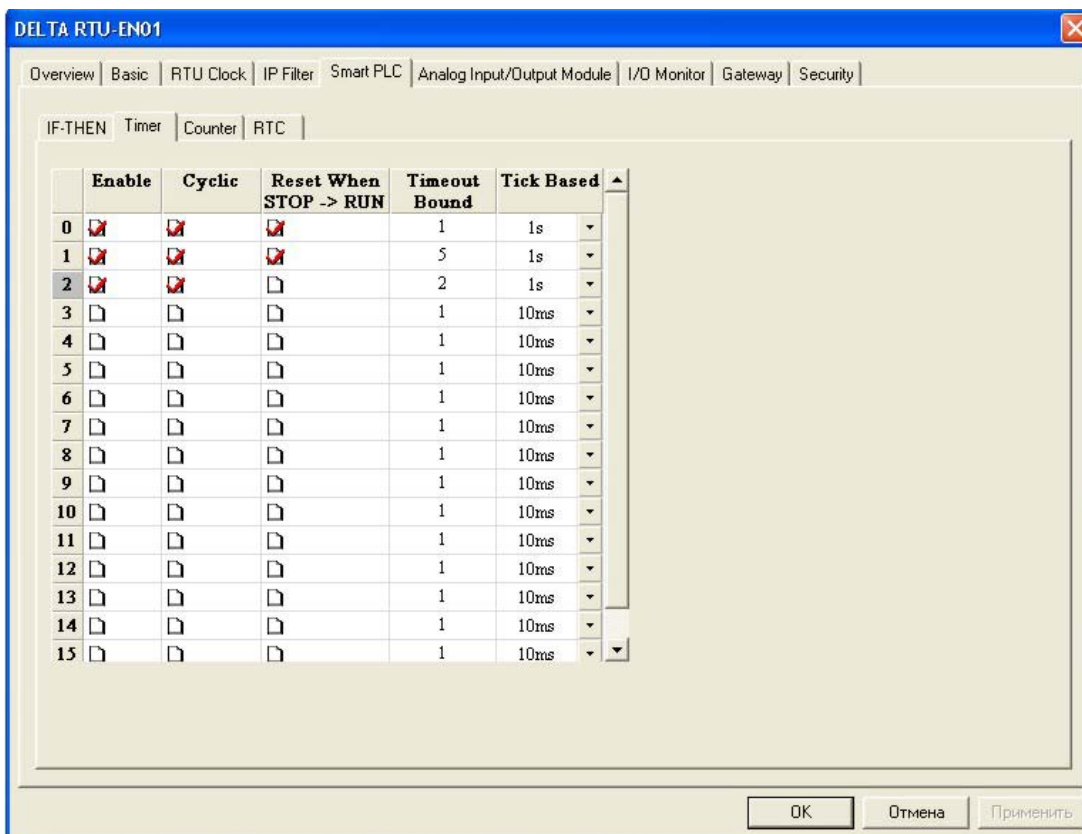 DELTA RTU-EN01
Overview Basic RTU Clock IP Filter Smart PLC Analog Input/Output Module I/O Monitor Gateway Security
IF-THEN Timer Counter RTC
Enable Cyclic Reset When STOP -> RUN Timeout Bound Tick Based
0 1 1s
1 5 1s
2 2 1s
3 1 10ms
4 1 10ms
5 1 10ms
6 1 10ms
7 1 10ms
8 1 10ms
9 1 10ms
10 1 10ms
11 1 10ms
12 1 10ms
13 1 10ms
14 1 10ms
15 1 10ms
OK Отмена Применить